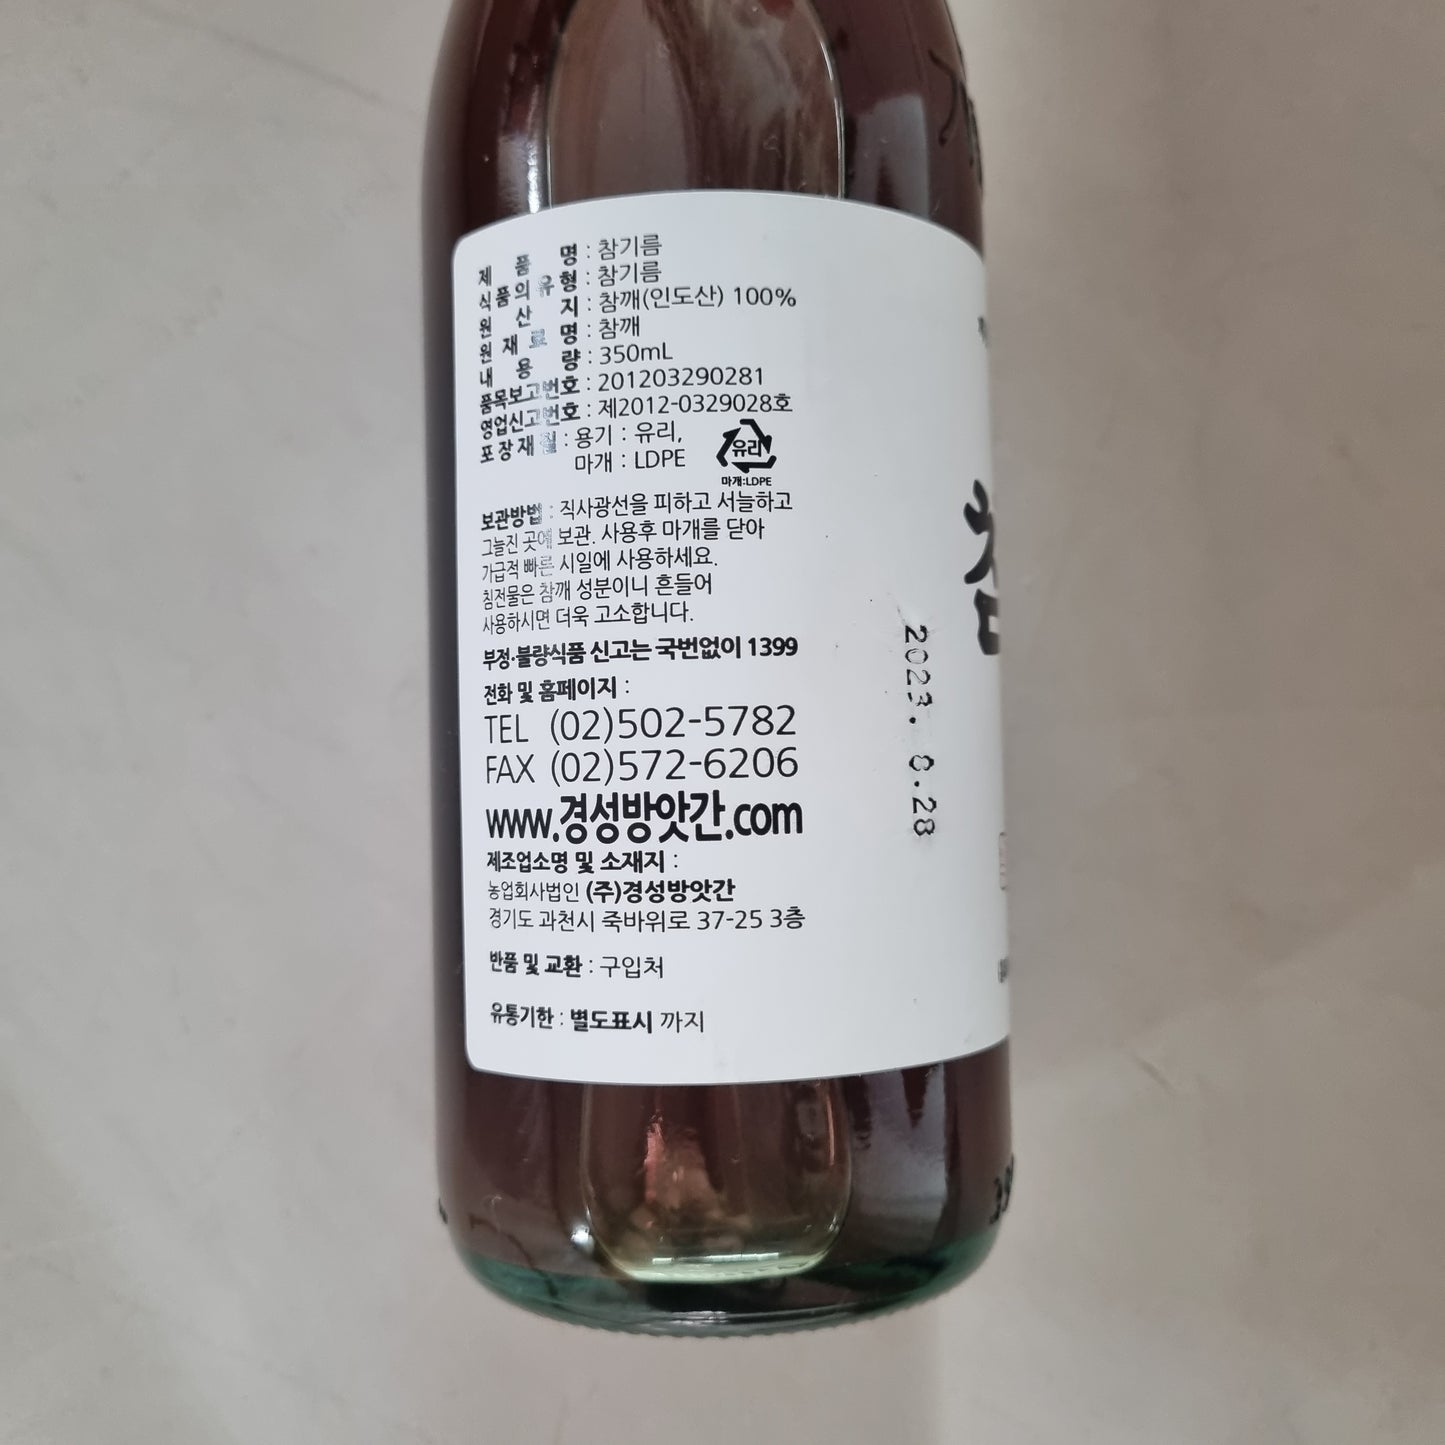 제품명 : 참기름
식품의유형 : 참기름
원산지 : 참깨(인도산) 100%
원재료명 : 참깨
내용량 : 350mL
품목보고번호 : 201203290281
영업신고번호 : 제2012-0329028호
포장재질 : 용기 : 유리,
마개 : LDPE
유리
마개:LDPE
보관방법 : 직사광선을 피하고 서늘하고
그늘진 곳에 보관. 사용후 마개를 닫아
가급적 빠른 시일에 사용하세요.
침전물은 참깨 성분이니 흔들어
사용하시면 더욱 고소합니다.
부정·불량식품 신고는 국번없이 1399
전화 및 홈페이지 :
TEL (02)502-5782
FAX (02)572-6206
www.경성방앗간.com
제조업소명 및 소재지 :
농업회사법인 (주)경성방앗간
경기도 과천시 죽바위로 37-25 3층
반품 및 교환 : 구입처
유통기한 : 별도표시 까지
2023. 8.28